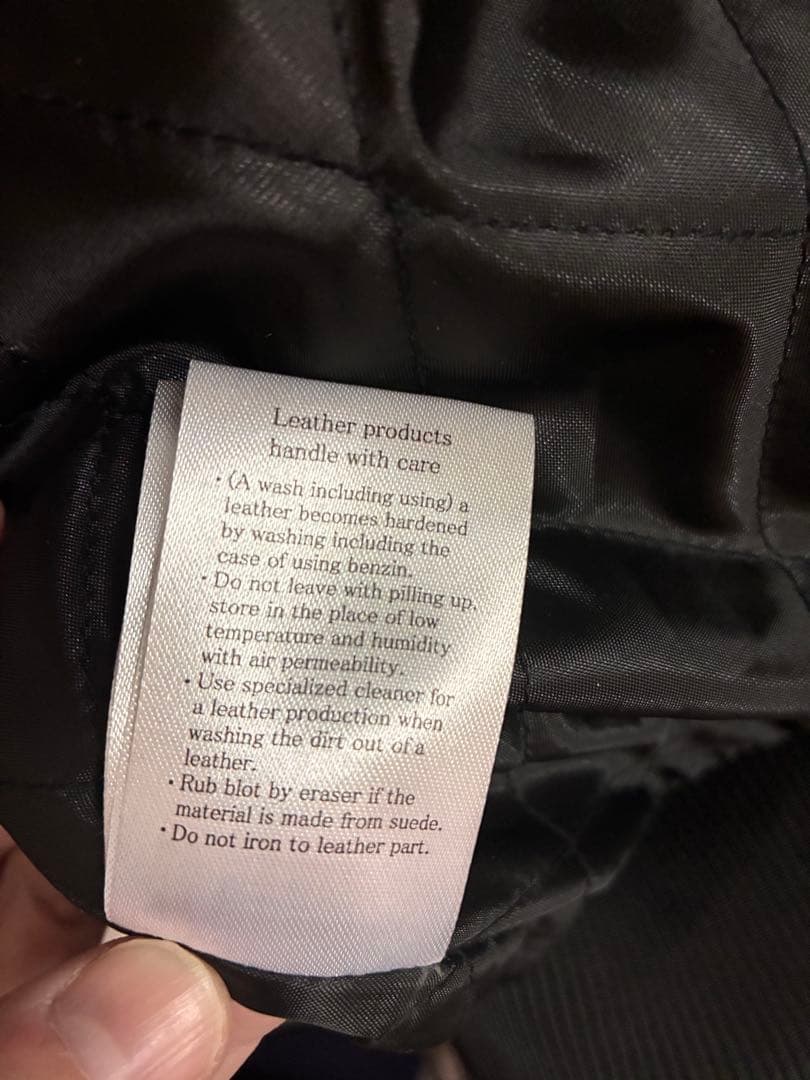 Leather products
handle with care
・(A wash including using) a
leather becomes hardened
by washing including the
case of using benzin.
・Do not leave with pilling up,
store in the place of low
temperature and humidity
with air permeability.
・Use specialized cleaner for
a leather production when
washing the dirt out of a
leather.
・Rub blot by eraser if the
material is made from suede.
・Do not iron to leather part.